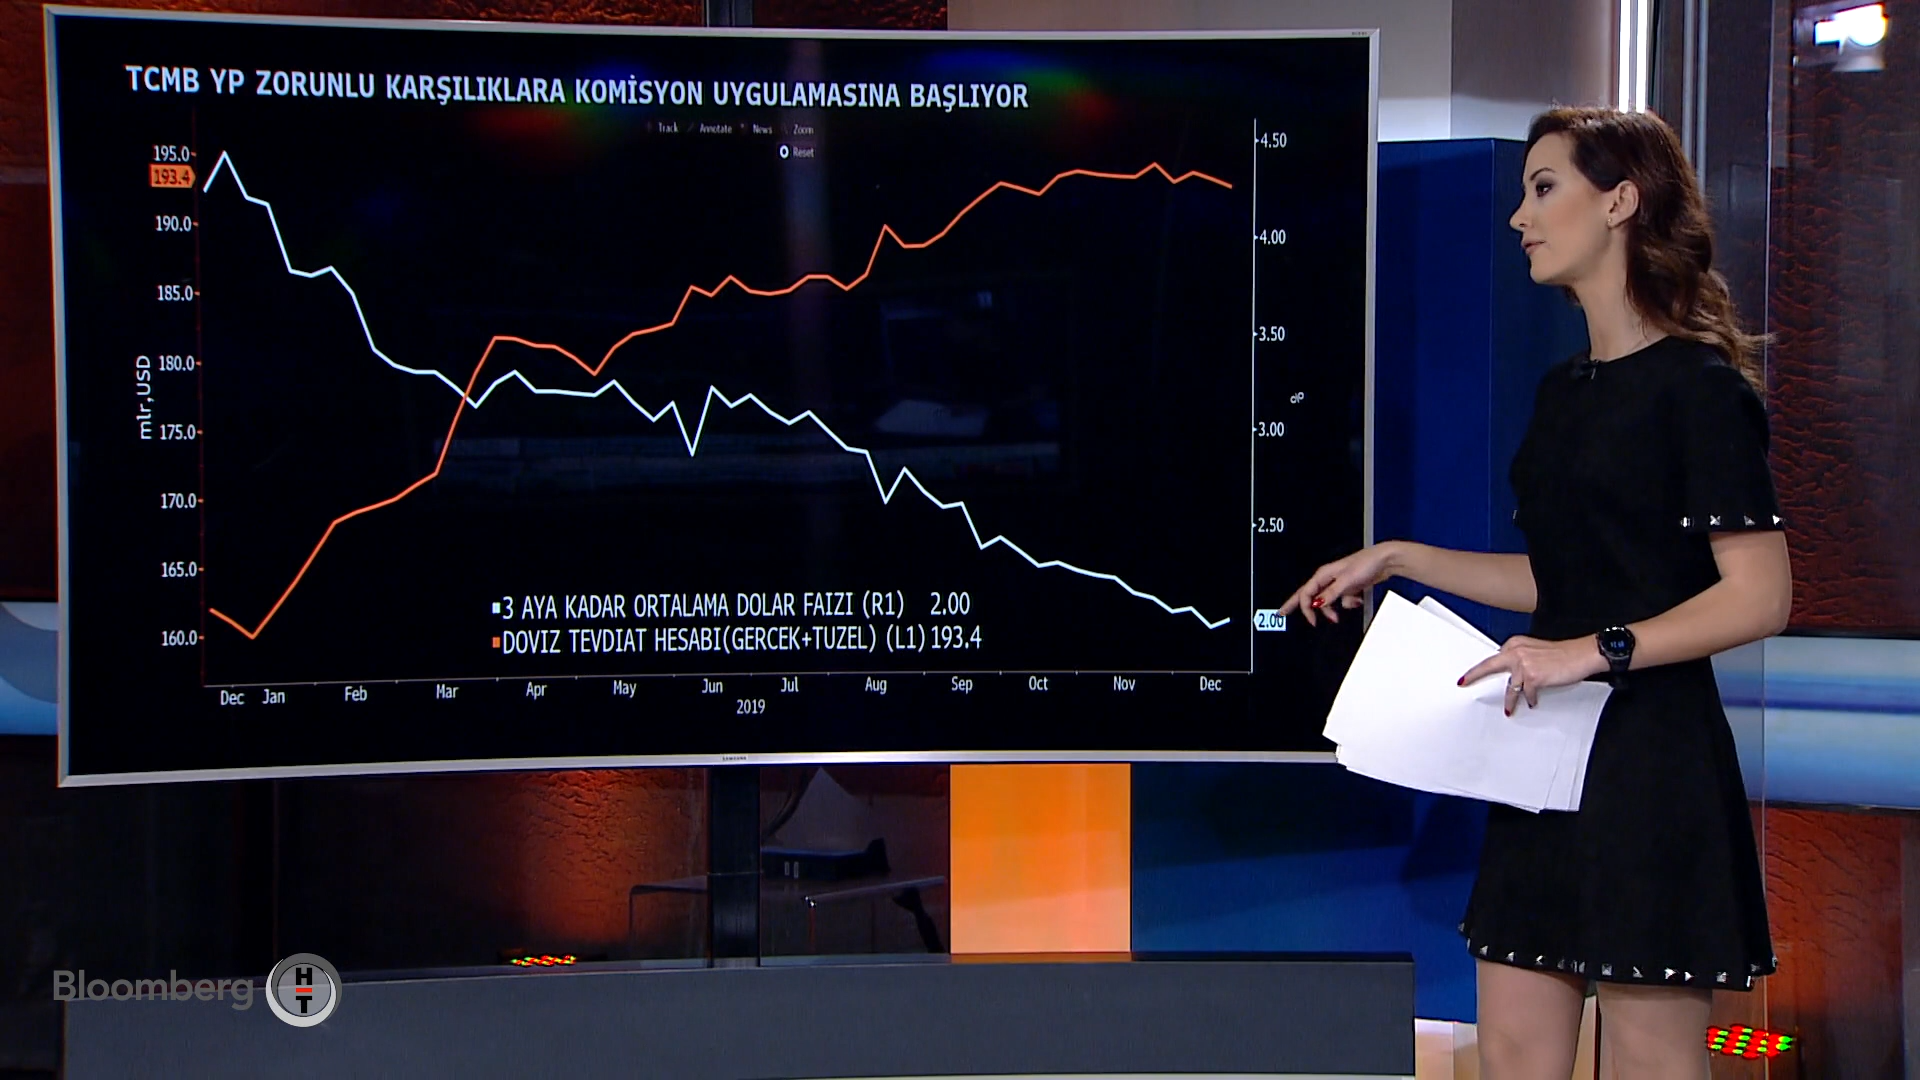 TCMB YP ZORUNLU KARŞILIKLARA KOMİSYON UYGULAMASINA BAŞLIYOR
Track Annotate News Zoom
Reset
195.0
193.4
190.0
185.0
180.0
175.0
170.0
165.0
160.0
mlr,USD
4.50
4.00
3.50
3.00
2.50
2.00
3 AYA KADAR ORTALAMA DOLAR FAIZI (R1) 2.00
DOVIZ TEVDIAT HESABI(GERCEK+TUZEL) (L1) 193.4
Dec Jan Feb Mar Apr May Jun Jul Aug Sep Oct Nov Dec
2019
SAMSUNG
Bloomberg HT